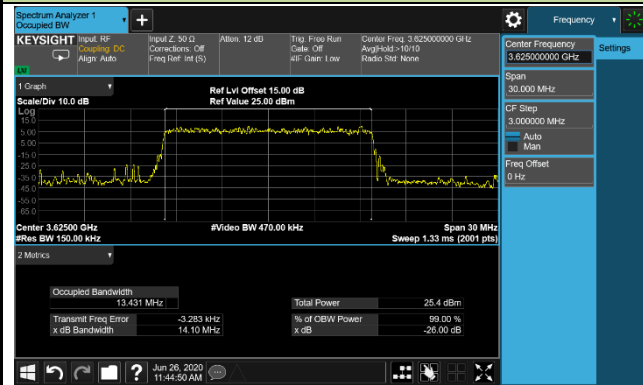 Spectrum Analyzer 1
Occupied BW
+
Frequency
KEYSIGHT
Input: RF
Coupling: DC
Align: Auto
Input Z: 50 Ω
Corrections: Off
Freq Ref: Int (S)
Atten: 12 dB
Trig: Free Run
Gate: Off
#IF Gain: Low
Center Freq: 3.625000000 GHz
Avg|Hold:>10/10
Radio Std: None
1 Graph
Scale/Div 10.0 dB
Ref Lvl Offset 15.00 dB
Ref Value 25.00 dBm
Log
15.0
5.00
-5.00
-15.0
-25.0
-35.0
-45.0
-55.0
-65.0
Center 3.62500 GHz
#Video BW 470.00 kHz
Span 30 MHz
#Res BW 150.00 kHz
Sweep 1.33 ms (2001 pts)
2 Metrics
Occupied Bandwidth
13.431 MHz
Total Power
25.4 dBm
Transmit Freq Error
-3.283 kHz
% of OBW Power
99.00 %
x dB Bandwidth
14.10 MHz
x dB
-26.00 dB
Center Frequency
3.625000000 GHz
Settings
Span
30.000 MHz
CF Step
3.000000 MHz
Auto
Man
Freq Offset
0 Hz
?
Jun 26, 2020
11:44:50 AM